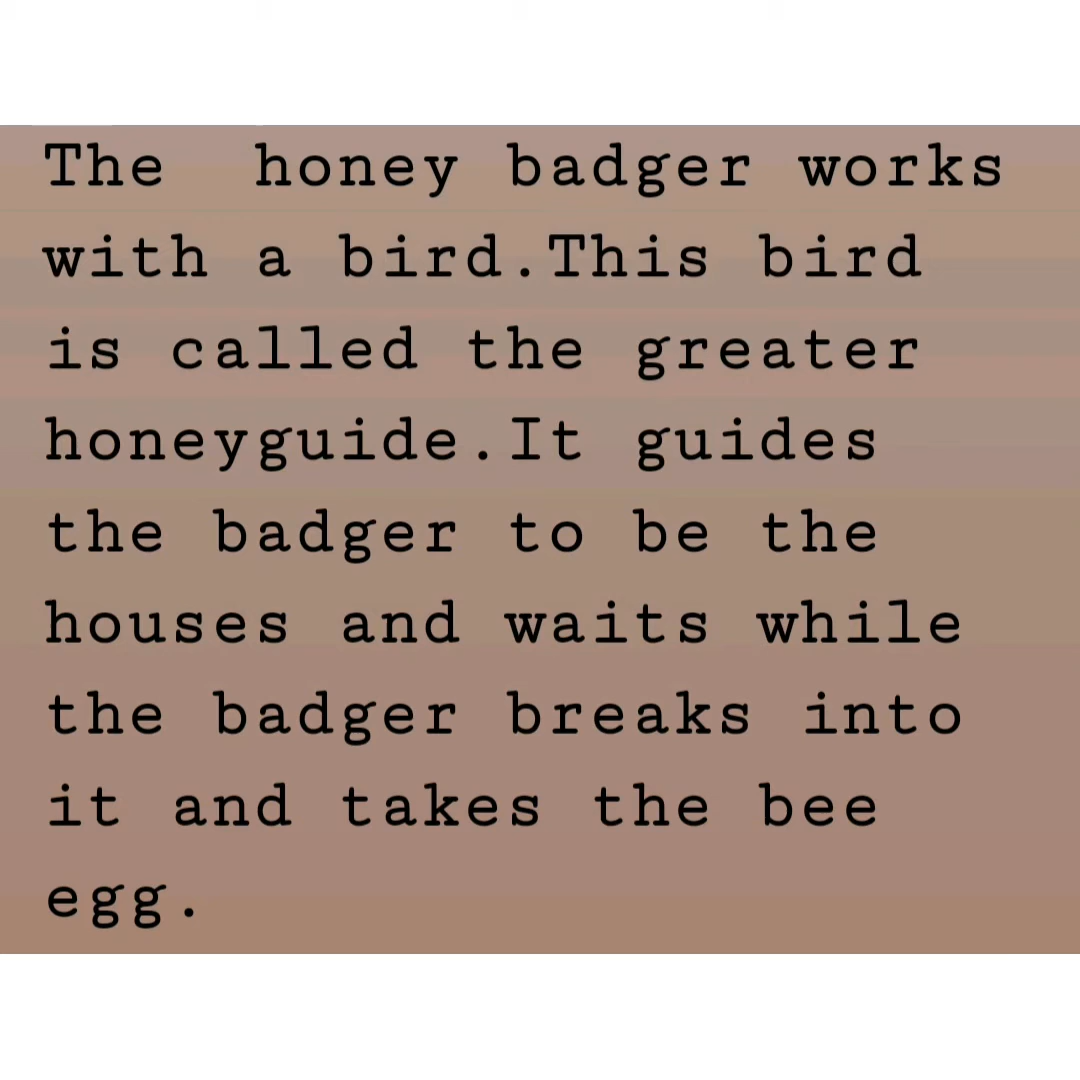 The  honey badger works
with a bird.This bird
is called the greater
honeyguide.It guides
the badger to be the
houses and waits while
the badger breaks into
it and takes the bee
egg.